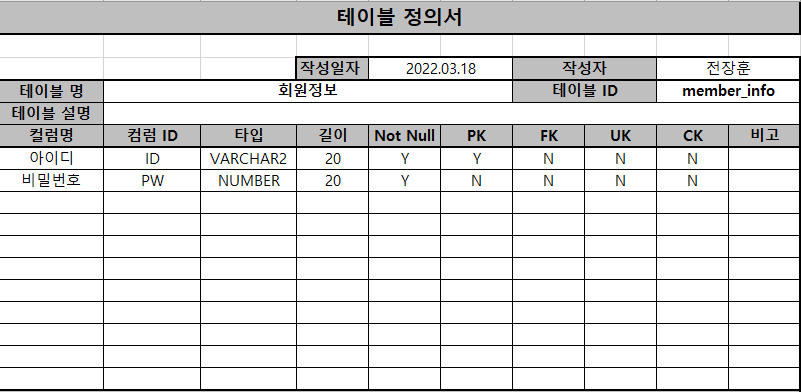 테이블 정의서
작성일자 2022.03.18 작성자 전장훈
테이블 명 회원정보 테이블 ID member_info
테이블 설명
컬럼명 컴럼 ID 타입 길이 Not Null PK FK UK CK 비고
아이디 ID VARCHAR2 20 Y Y N N N
비밀번호 PW NUMBER 20 Y N N N N